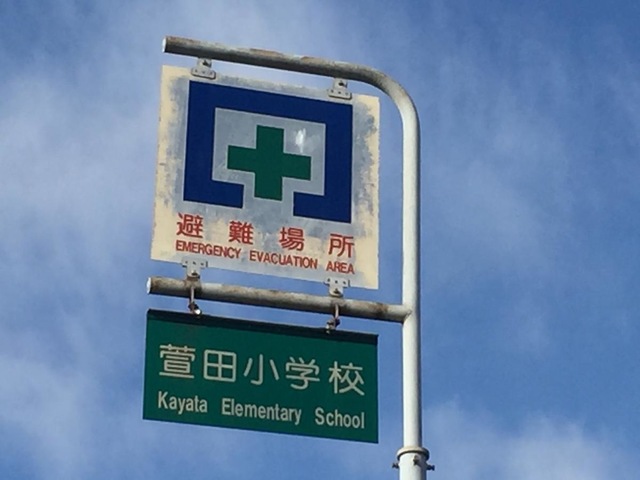 避難場所
EMERGENCY EVACUATION AREA
萱田小学校
Kayata Elementary School